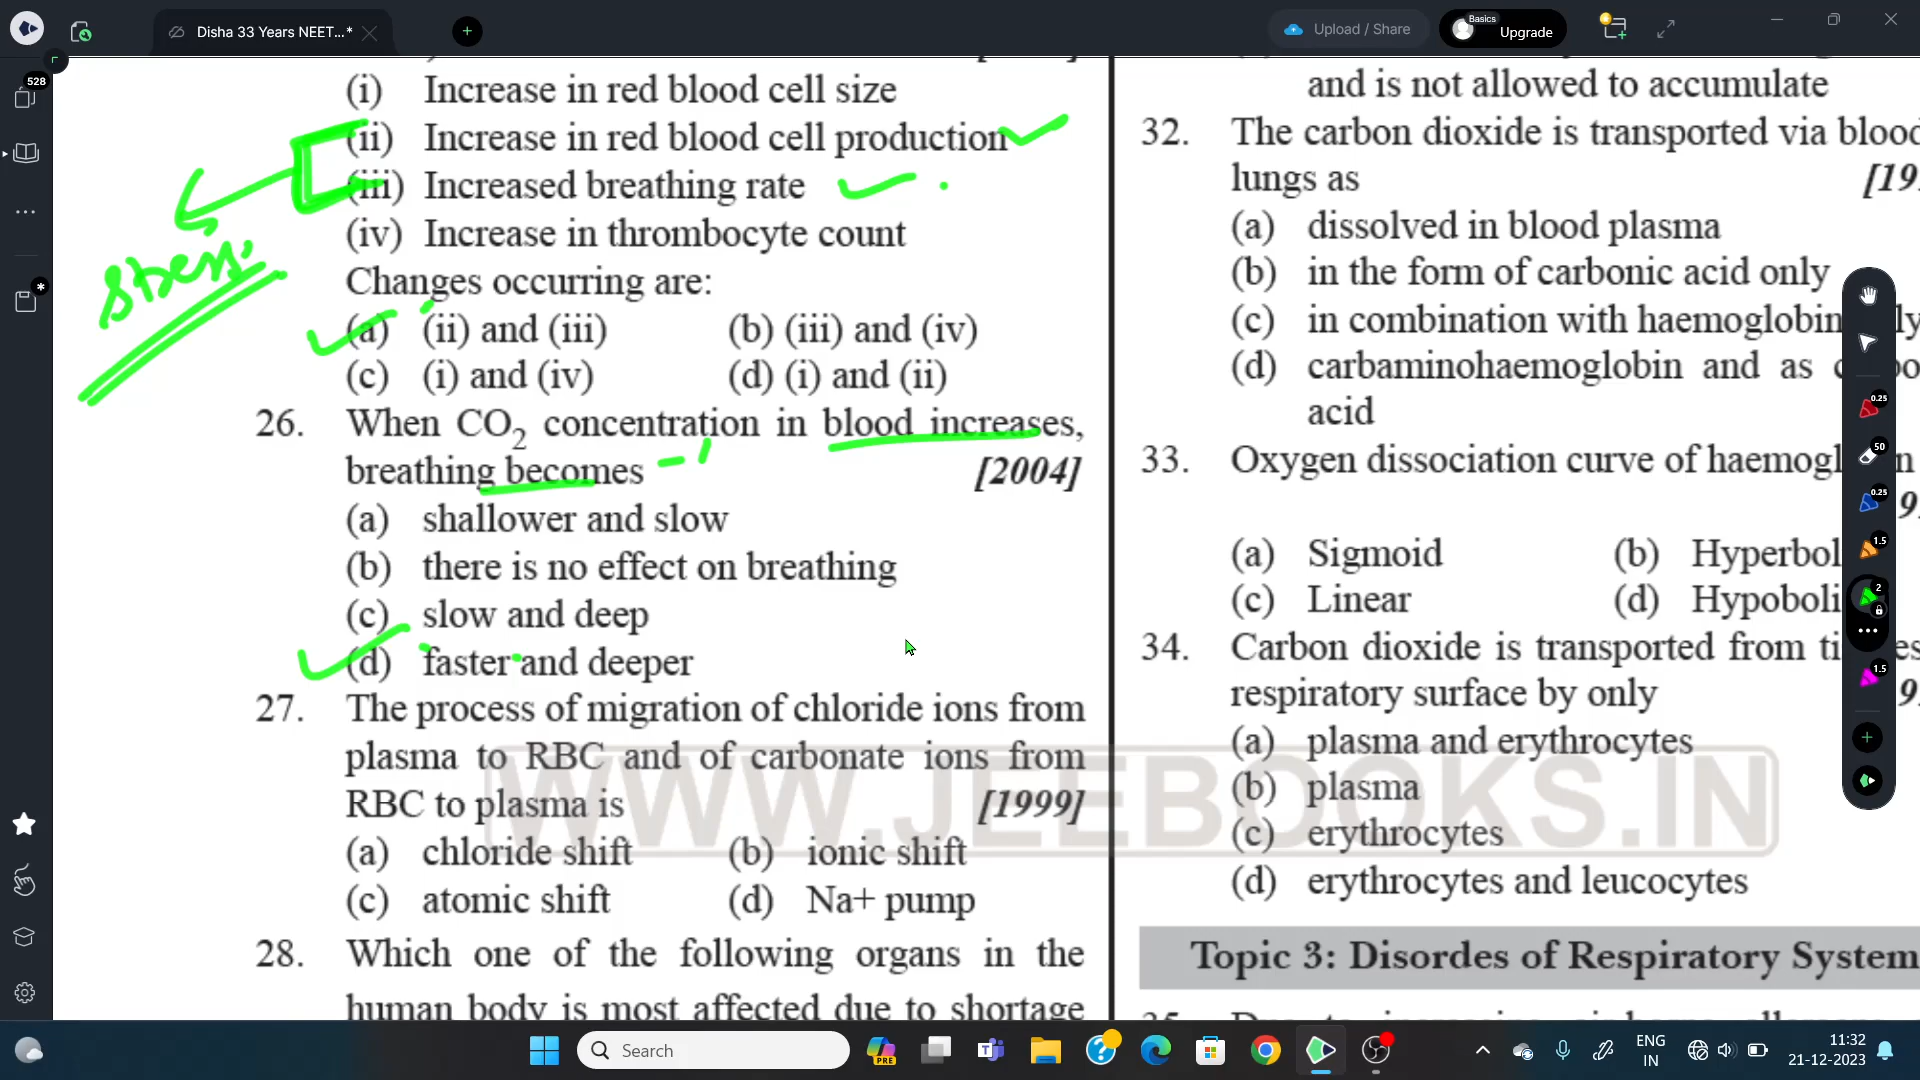 Disha 33 Years NEET...*
Upload / Share
Basics
Upgrade
528
(i) Increase in red blood cell size
(ii) Increase in red blood cell production
(iii) Increased breathing rate
(iv) Increase in thrombocyte count
Changes occurring are:
(a) (ii) and (iii) (b) (iii) and (iv)
(c) (i) and (iv) (d) (i) and (ii)
stress
26. When CO2 concentration in blood increases,
breathing becomes [2004]
(a) shallower and slow
(b) there is no effect on breathing
(c) slow and deep
(d) faster and deeper
27. The process of migration of chloride ions from
plasma to RBC and of carbonate ions from
RBC to plasma is [1999]
(a) chloride shift (b) ionic shift
(c) atomic shift (d) Na+ pump
28. Which one of the following organs in the
human body is most affected due to shortage
and is not allowed to accumulate
32. The carbon dioxide is transported via blood
lungs as [19
(a) dissolved in blood plasma
(b) in the form of carbonic acid only
(c) in combination with haemoglobin
(d) carbaminohaemoglobin and as
acid
33. Oxygen dissociation curve of
(a) Sigmoid (b) Hyperbol
(c) Linear (d) Hypoboli
34. Carbon dioxide is transported from
respiratory surface by only
(a) plasma and erythrocytes
(b) plasma
(c) erythrocytes
(d) erythrocytes and leucocytes
WWW.JEEBOOKS.IN
Topic 3: Disordes of Respiratory System
0.25
50
0.25
1.5
2
1.5
Search
PRE
ENG
IN
11:32
21-12-2023